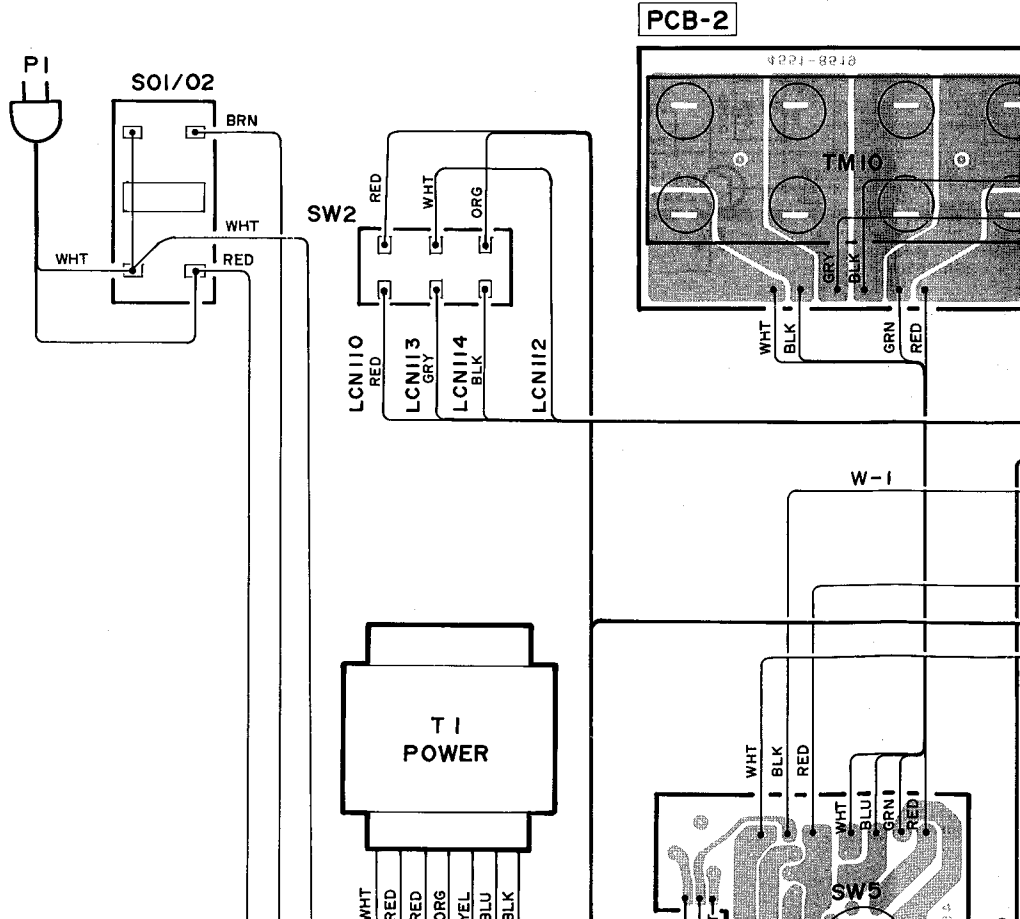 PCB-2
4551-8519
P1
SO1/O2
BRN
WHT
WHT
RED
RED
WHT
ORG
SW2
TM10
GRY
BLK
LCN110
RED
LCN113
GRY
LCN114
BLK
LCN112
WHT
BLK
GRN
RED
W-1
T1
POWER
WHT
BLK
RED
WHT
BLU
GRN
RED
SW5
WHT
RED
RED
ORG
YEL
BLU
BLK